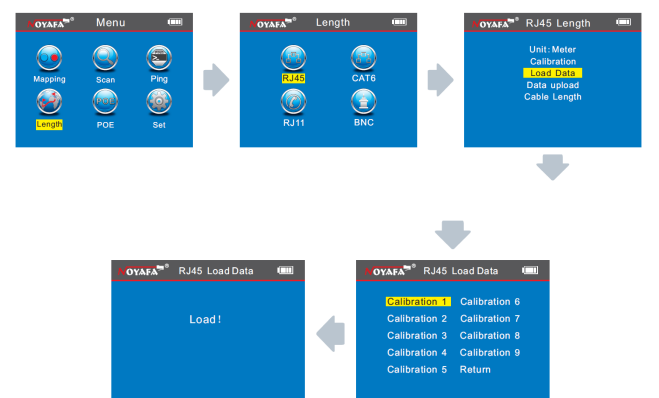 NOYAFA® Menu
Mapping Scan Ping
Length POE Set
NOYAFA® Length
RJ45 CAT6
RJ11 BNC
NOYAFA® RJ45 Length
Unit:Meter
Calibration
Load Data
Data upload
Cable Length
NOYAFA® RJ45 Load Data
Load!
NOYAFA® RJ45 Load Data
Calibration 1 Calibration 6
Calibration 2 Calibration 7
Calibration 3 Calibration 8
Calibration 4 Calibration 9
Calibration 5 Return